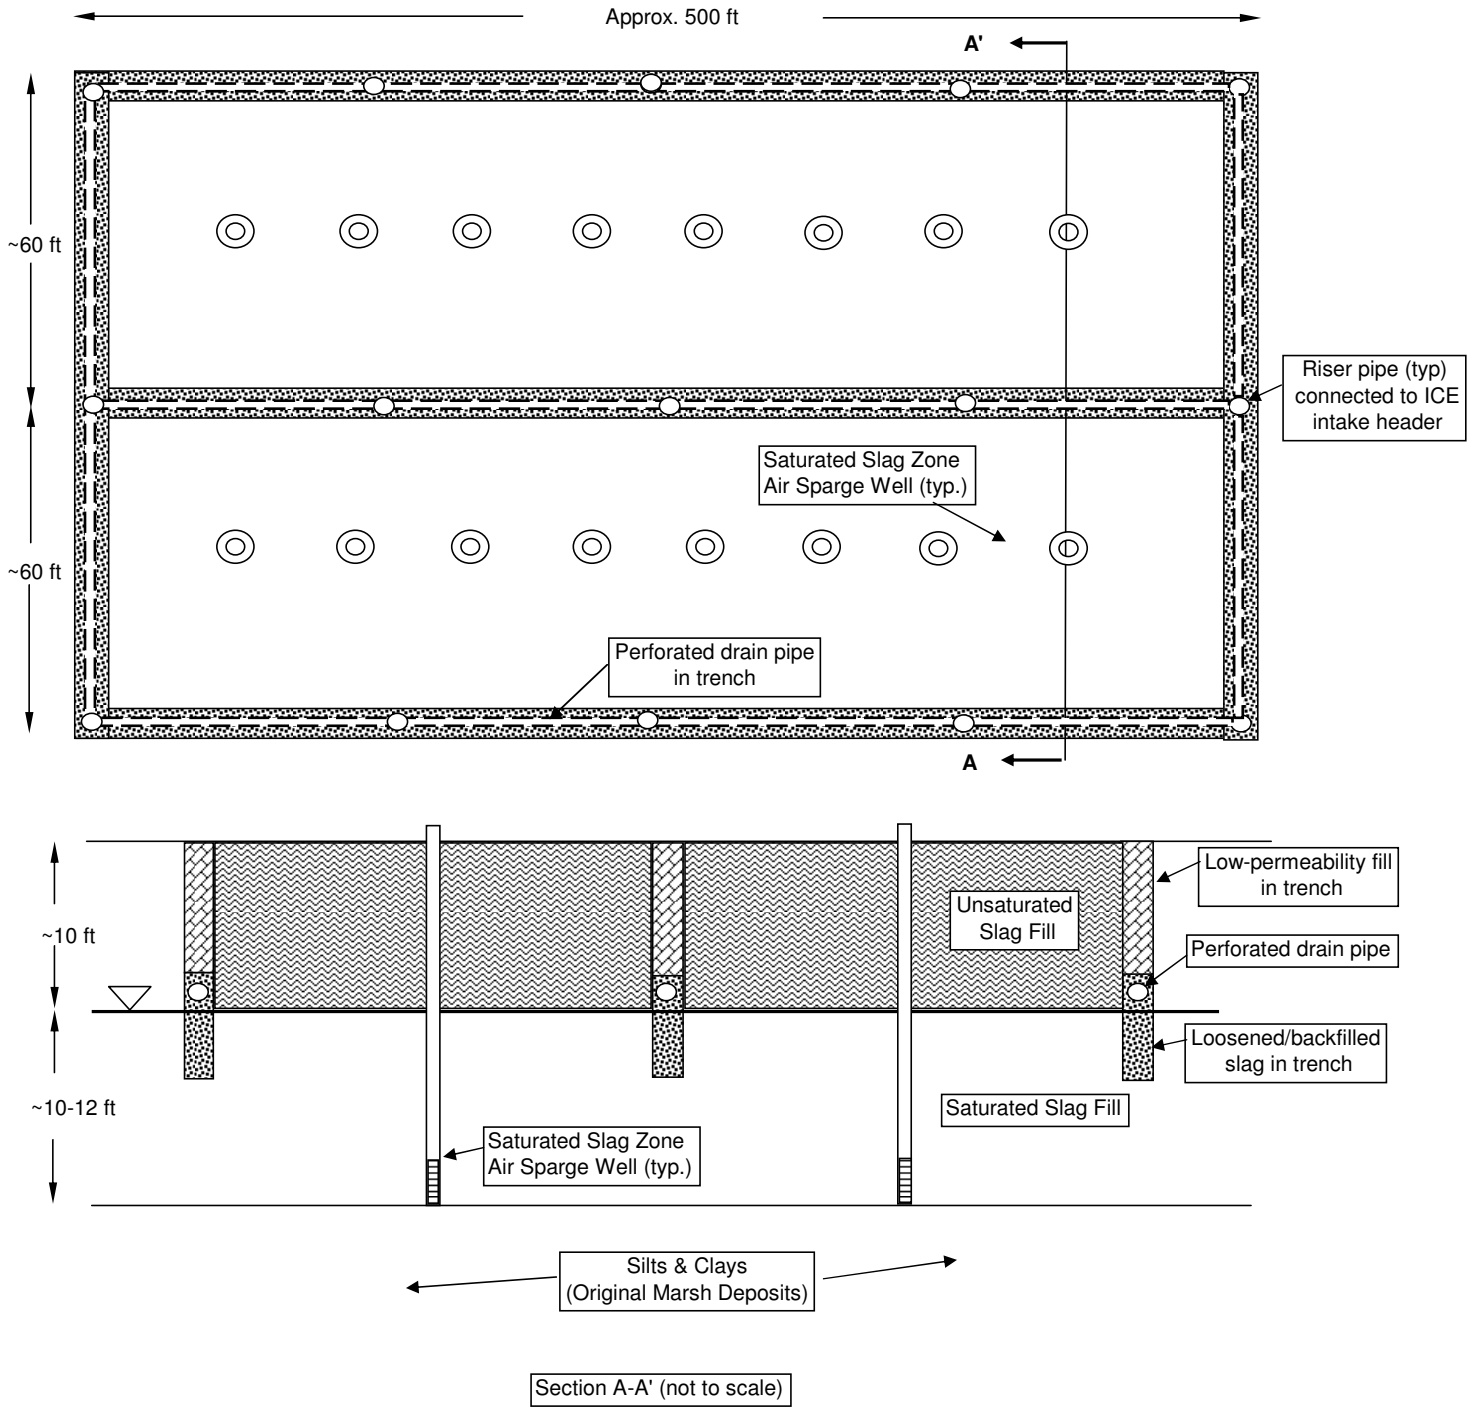 Approx. 500 ft
A'
~60 ft
Riser pipe (typ)
connected to ICE
intake header
Saturated Slag Zone
Air Sparge Well (typ.)
~60 ft
Perforated drain pipe
in trench
A
Low-permeability fill
in trench
Unsaturated
Slag Fill
~10 ft
Perforated drain pipe
Loosened/backfilled
slag in trench
~10-12 ft
Saturated Slag Fill
Saturated Slag Zone
Air Sparge Well (typ.)
Silts & Clays
(Original Marsh Deposits)
Section A-A' (not to scale)